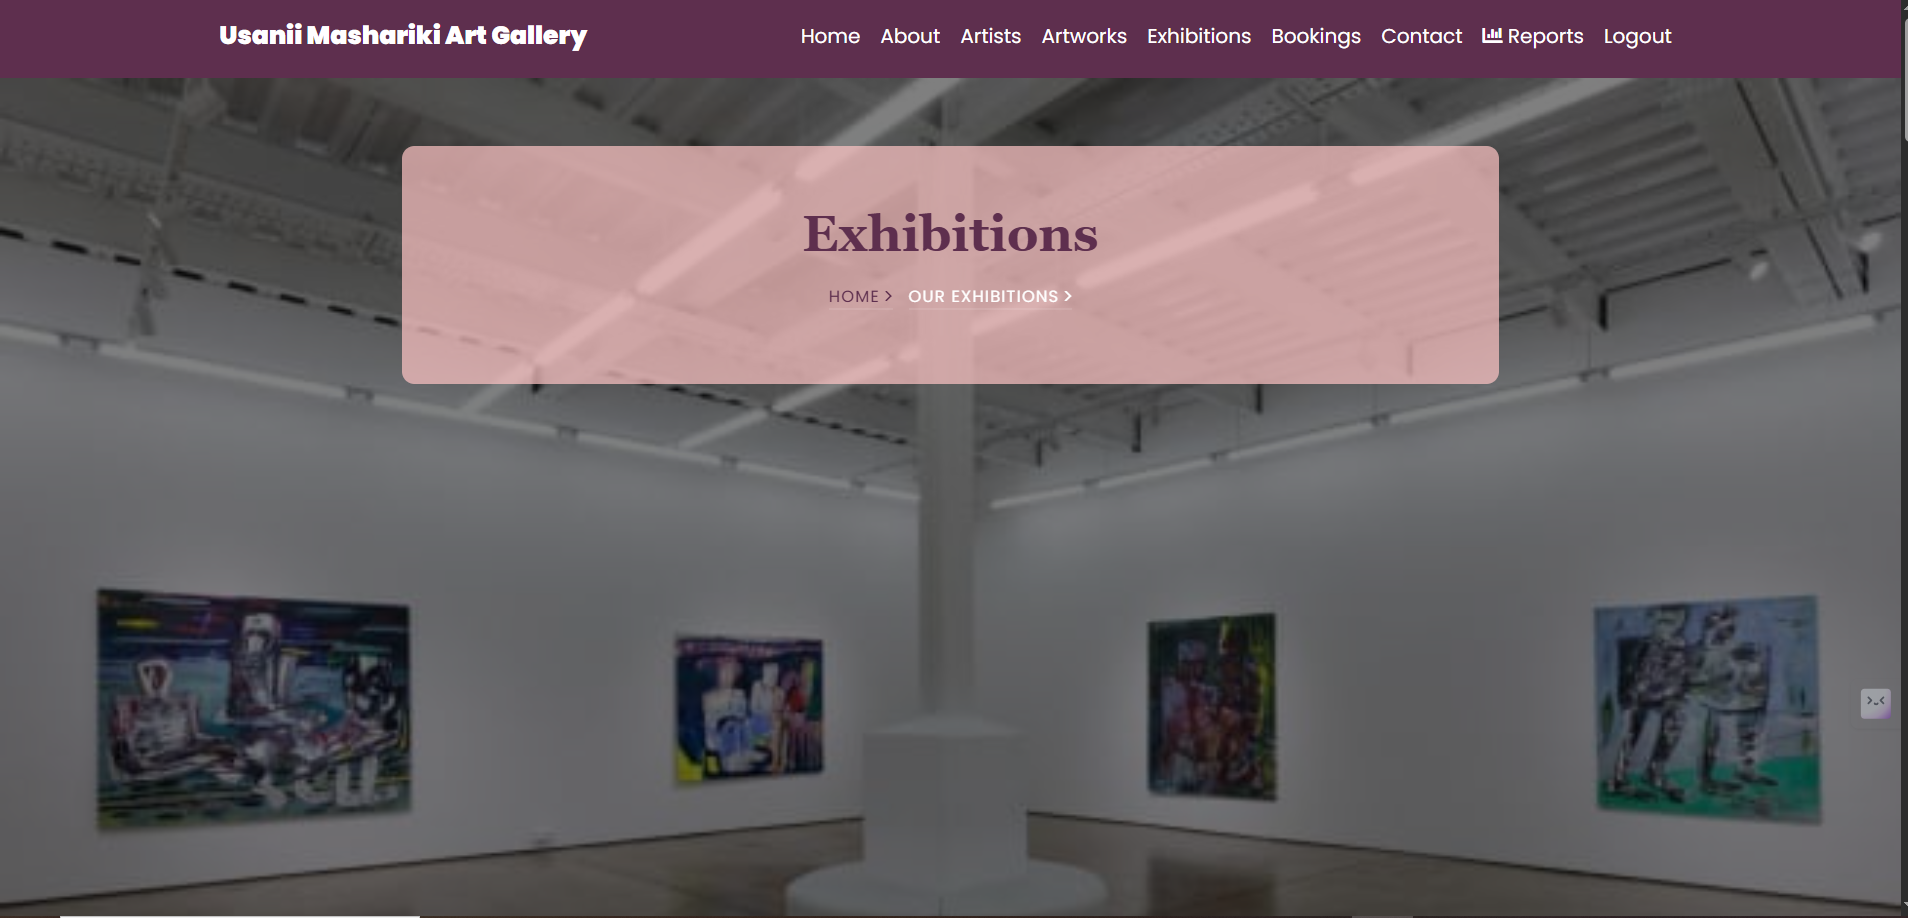 Usanii Mashariki Art Gallery
Home About Artists Artworks Exhibitions Bookings Contact Reports Logout
Exhibitions
HOME > OUR EXHIBITIONS >